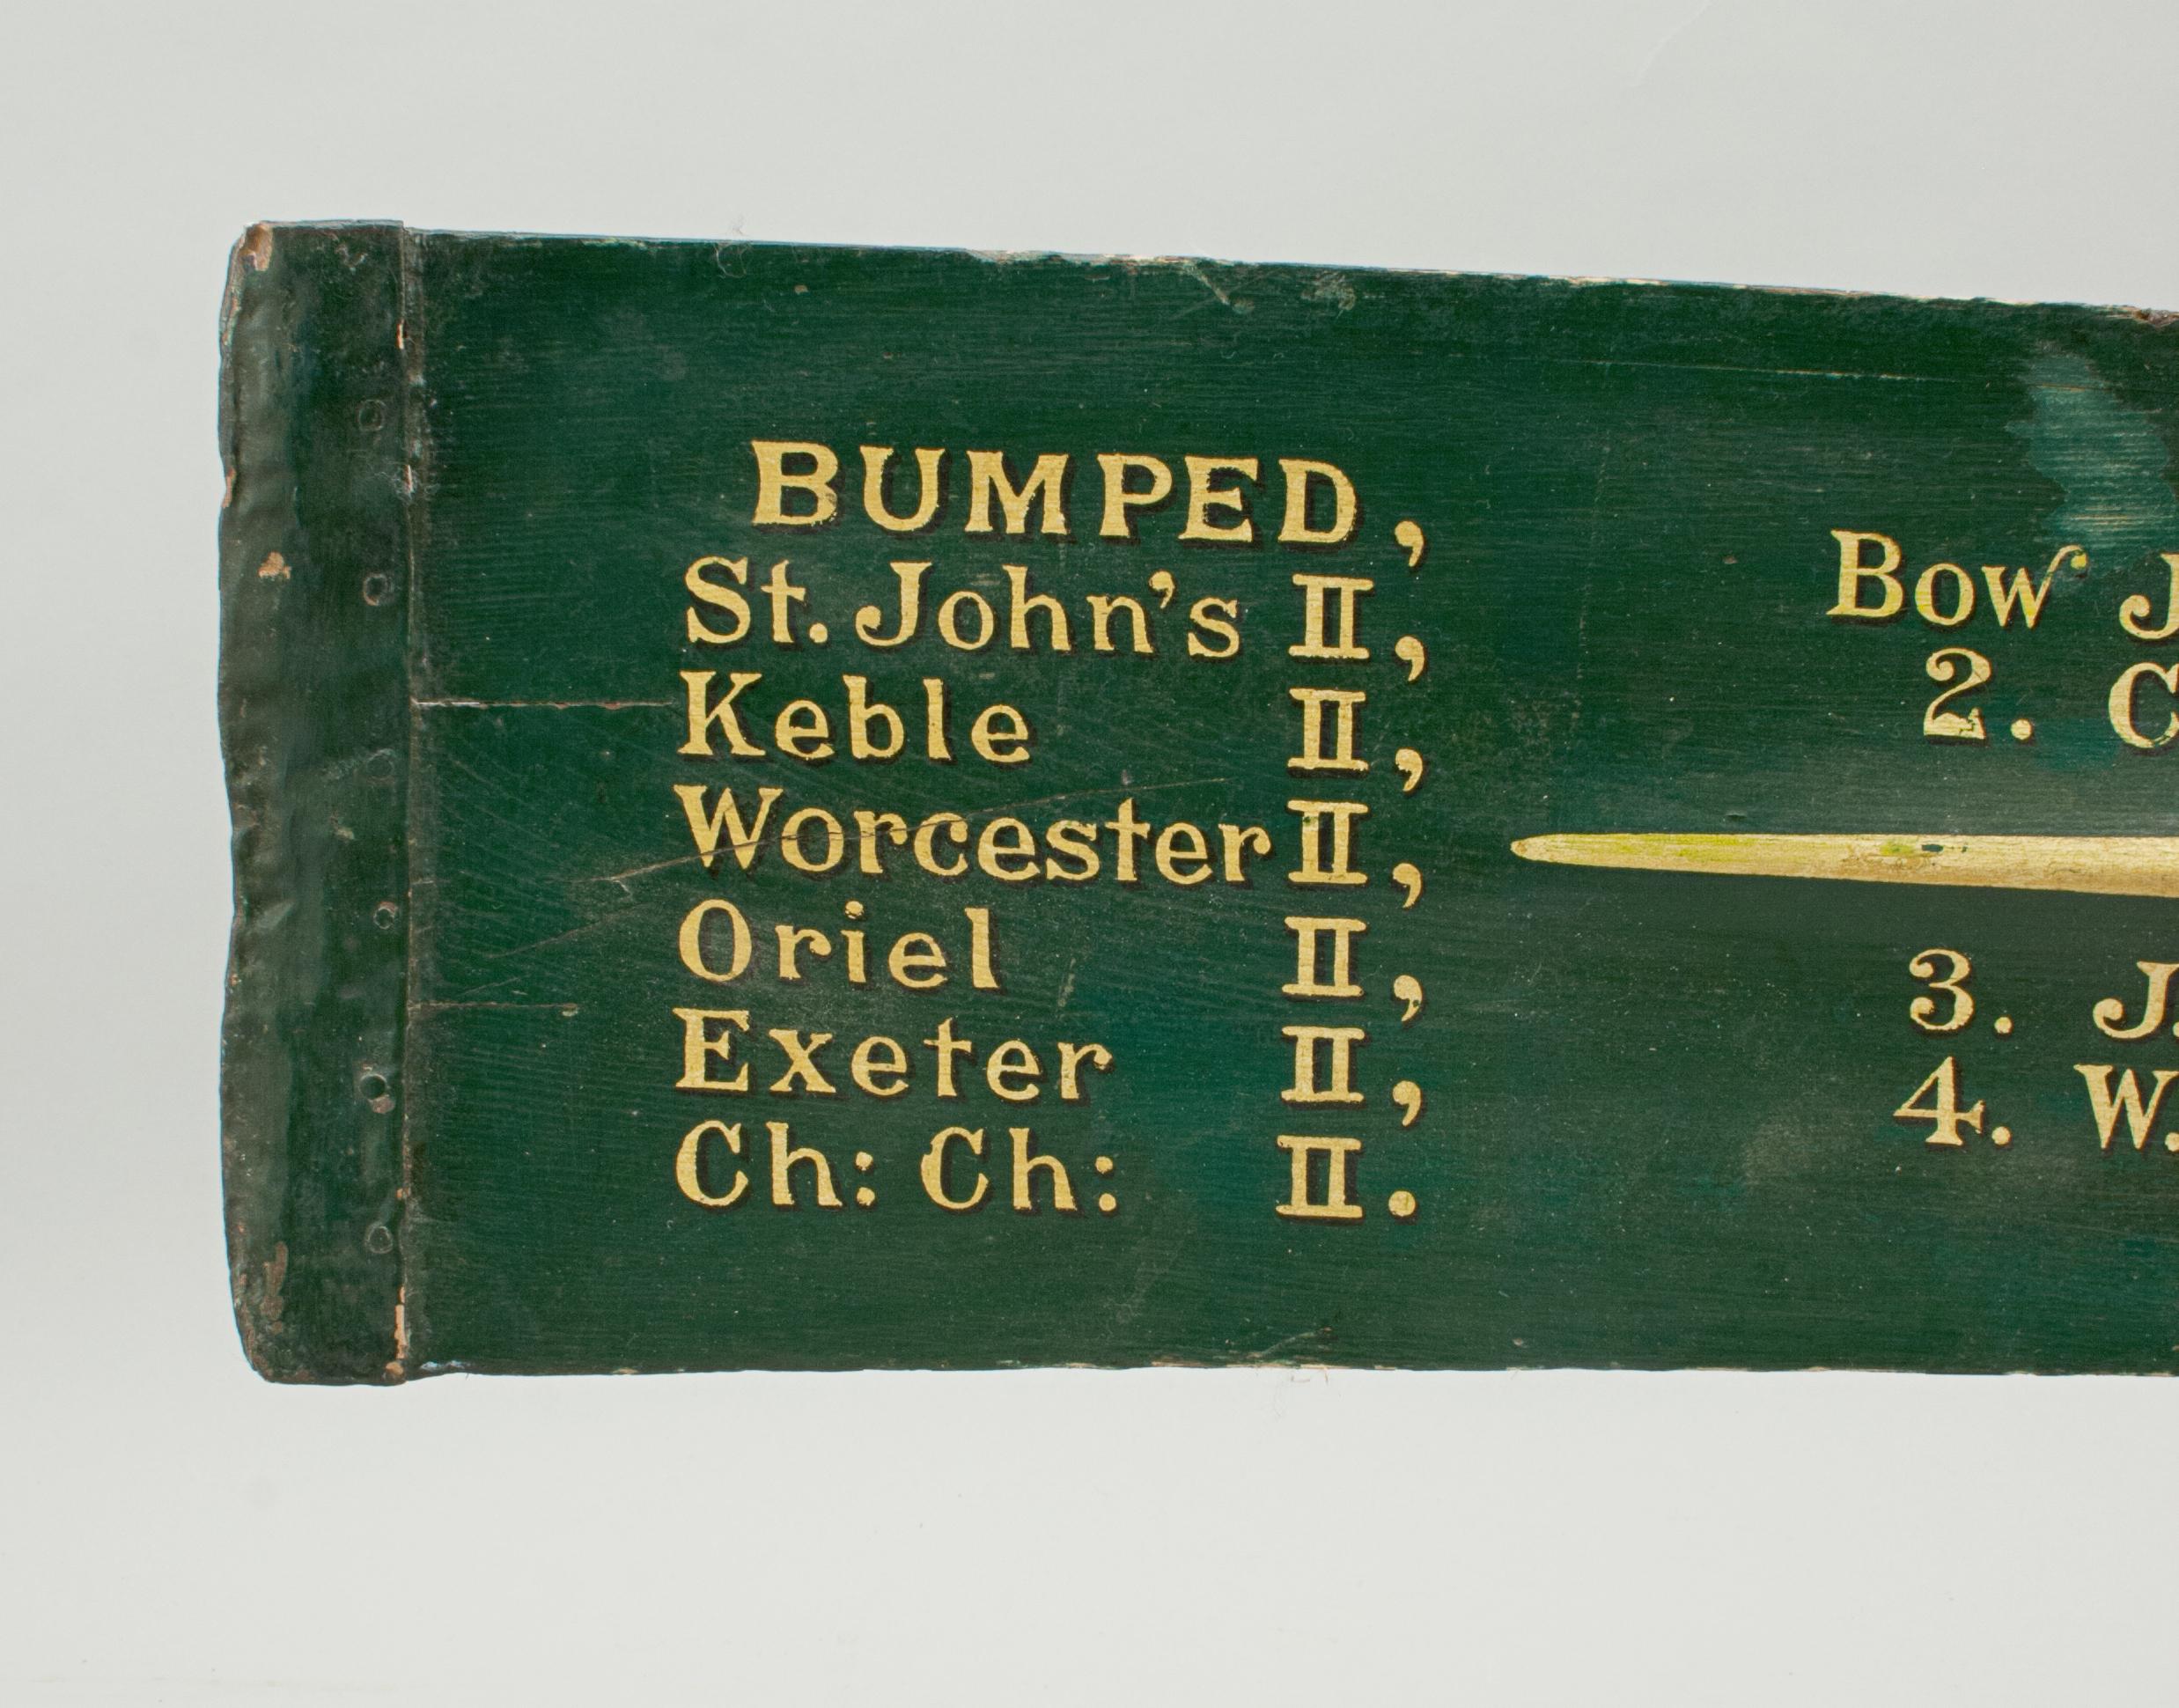 BUMPED,
St. John's II,
Keble II,
Worcester II,
Oriel II,
Exeter II,
Ch: Ch: II.
Bow J
2. C
3. J.
4. W.